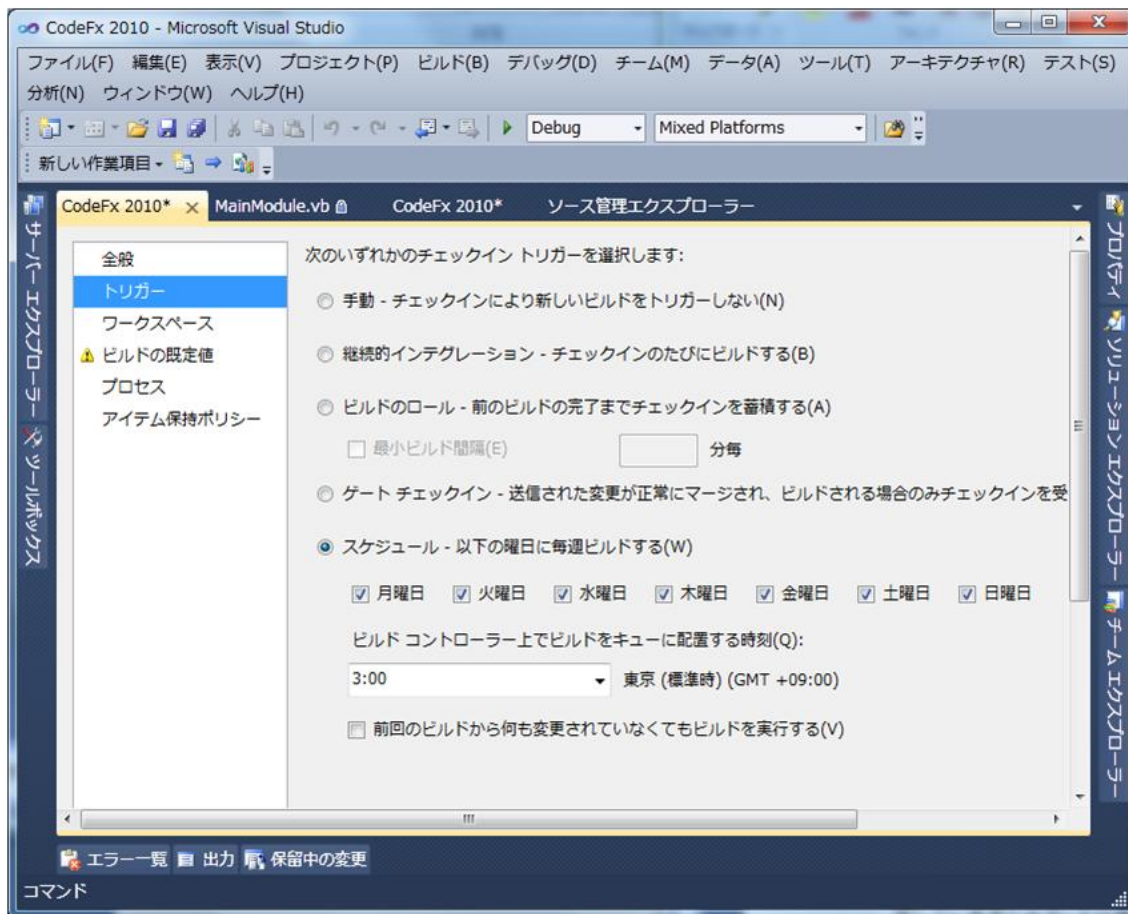 CodeFx 2010 - Microsoft Visual Studio
ファイル(F) 編集(E) 表示(V) プロジェクト(P) ビルド(B) デバッグ(D) チーム(M) データ(A) ツール(T) アーキテクチャ(R) テスト(S)
分析(N) ウィンドウ(W) ヘルプ(H)
Debug Mixed Platforms
新しい作業項目
CodeFx 2010* MainModule.vb CodeFx 2010* ソース管理エクスプローラー
サーバー エクスプローラー
ツールボックス
全般
トリガー
ワークスペース
ビルドの既定値
プロセス
アイテム保持ポリシー
次のいずれかのチェックイン トリガーを選択します:
手動 - チェックインにより新しいビルドをトリガーしない(N)
継続的インテグレーション - チェックインのたびにビルドする(B)
ビルドのロール - 前のビルドの完了までチェックインを蓄積する(A)
最小ビルド間隔(E) 分毎
ゲート チェックイン - 送信された変更が正常にマージされ、ビルドされる場合のみチェックインを受
スケジュール - 以下の曜日に毎週ビルドする(W)
月曜日 火曜日 水曜日 木曜日 金曜日 土曜日 日曜日
ビルド コントローラー上でビルドをキューに配置する時刻(Q):
3:00 東京 (標準時) (GMT +09:00)
前回のビルドから何も変更されていなくてもビルドを実行する(V)
プロパティ
ソリューション エクスプローラー
チーム エクスプローラー
エラー一覧 出力 保留中の変更
コマンド